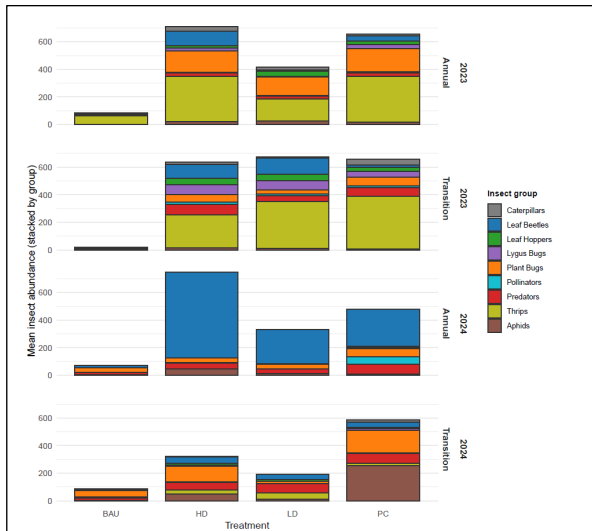 600
400
200
0
2023
Annual
600
400
200
0
2023
Transition
600
400
200
0
2024
Annual
600
400
200
0
2024
Transition
Mean insect abundance (stacked by group)
BAU
HD
LD
PC
Treatment
Insect group
Caterpillars
Leaf Beetles
Leaf Hoppers
Lygus Bugs
Plant Bugs
Pollinators
Predators
Thrips
Aphids